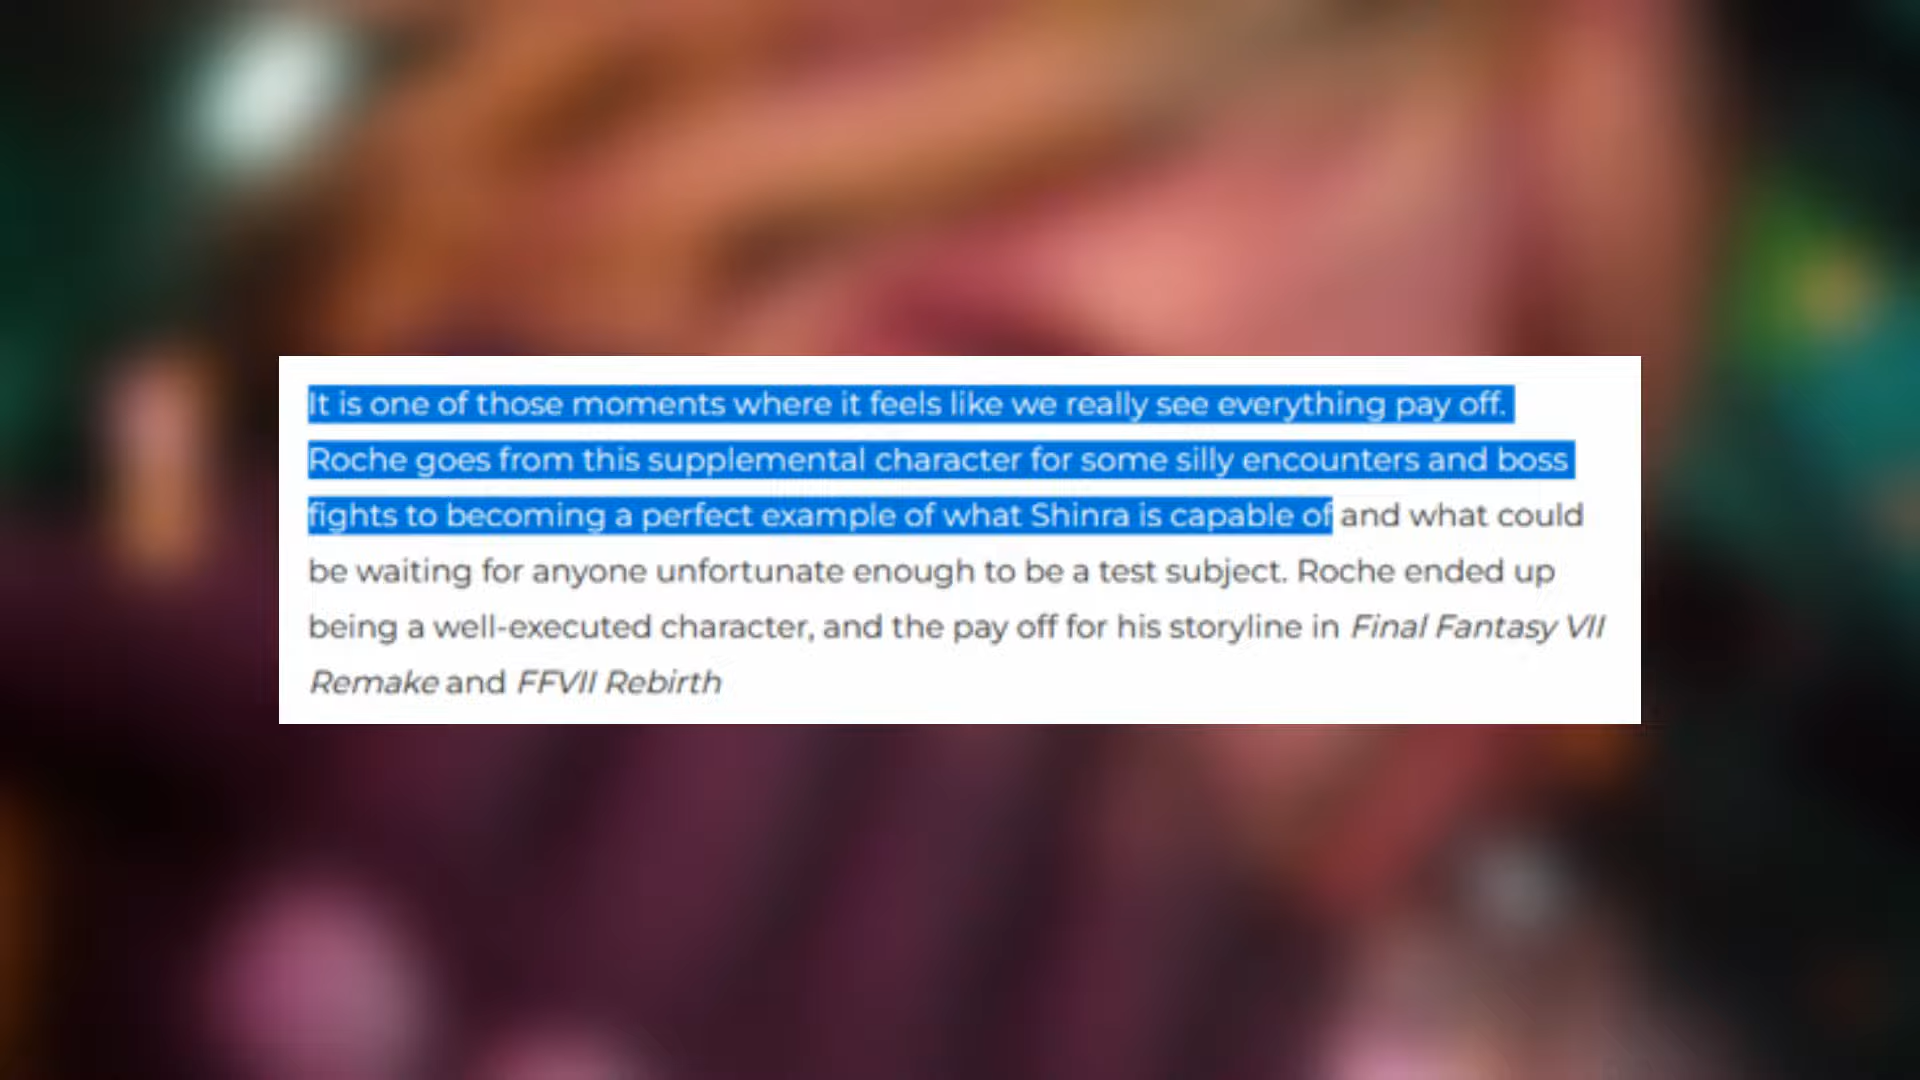 It is one of those moments where it feels like we really see everything pay off.
Roche goes from this supplemental character for some silly encounters and boss
fights to becoming a perfect example of what Shinra is capable of and what could
be waiting for anyone unfortunate enough to be a test subject. Roche ended up
being a well-executed character, and the pay off for his storyline in Final Fantasy VII
Remake and FFVII Rebirth